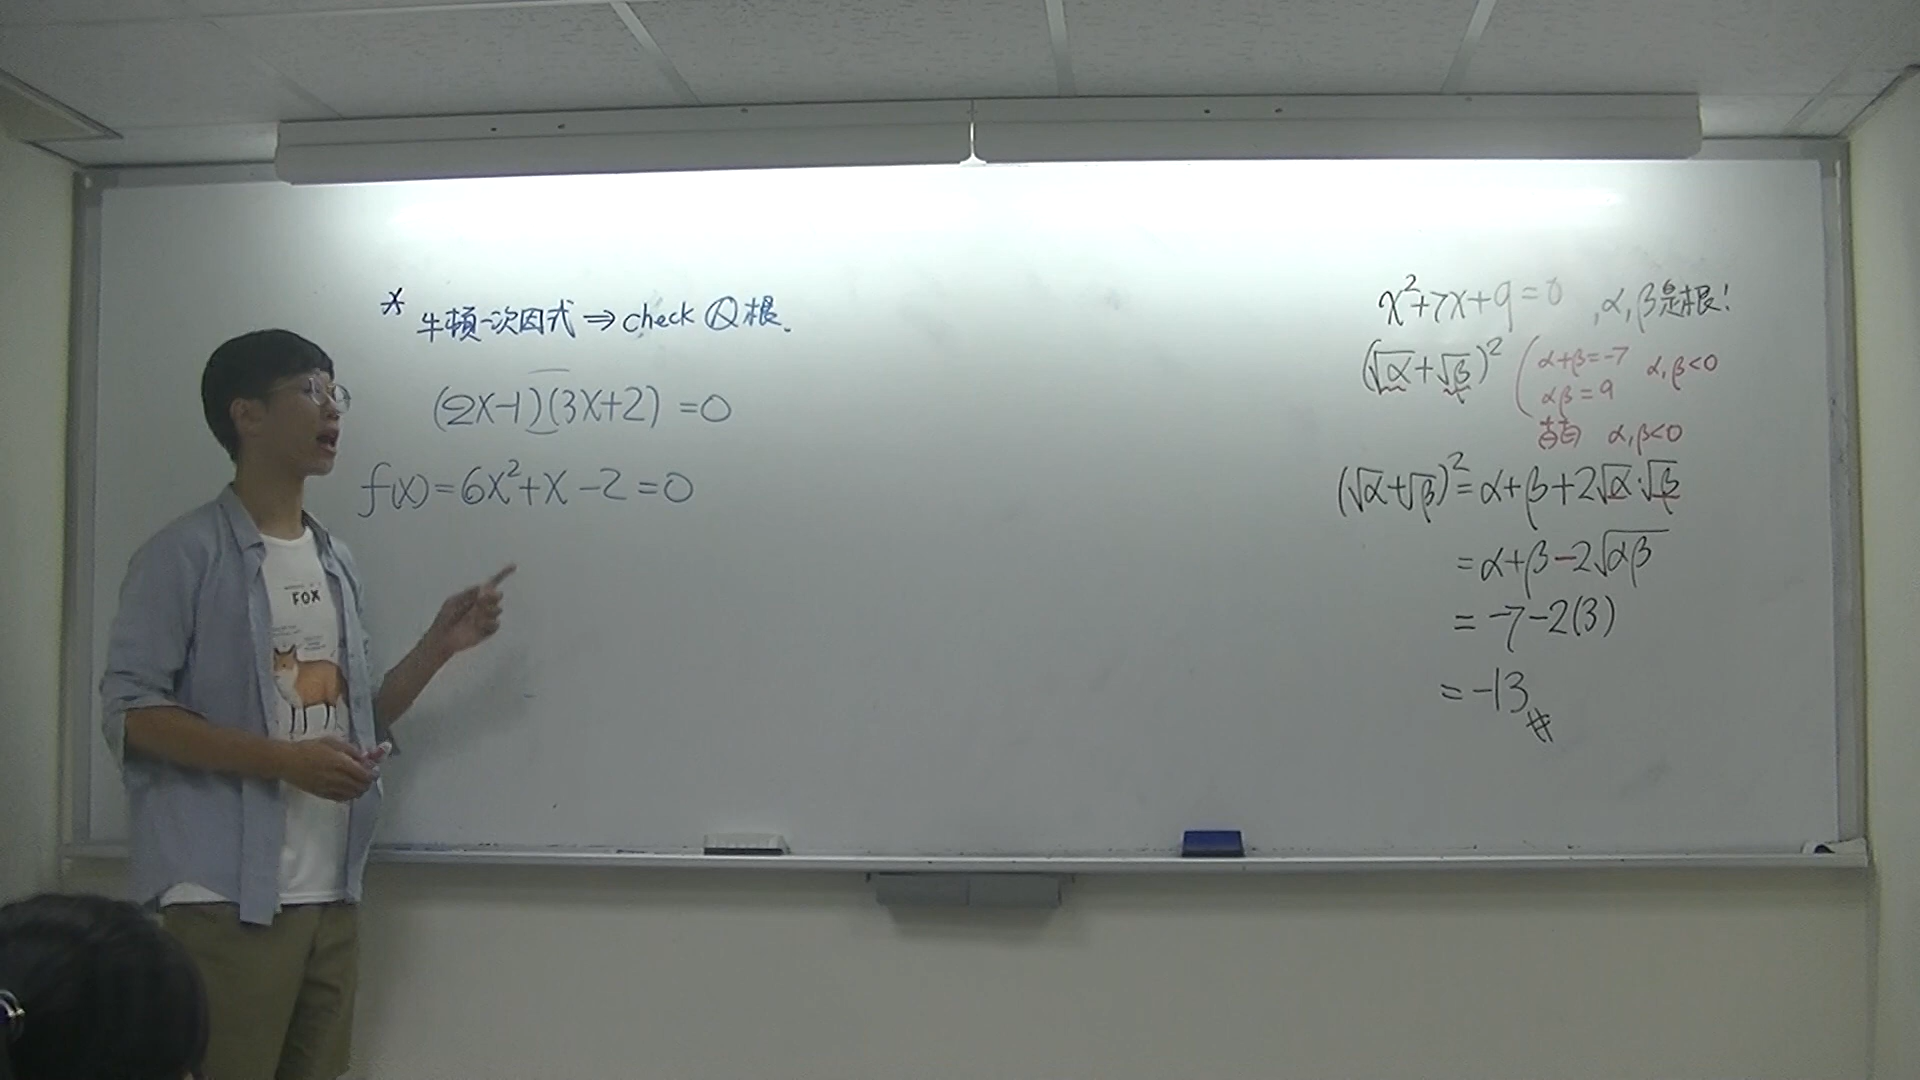 * 牛頓一次因式 ⇒ check Q根.
(2x-1)(3x+2) = 0
f(x) = 6x²+x-2 = 0
FOX
x²+7x+9 = 0 , α, β是根!
(√α+√β)²
α+β = -7 α, β<0
αβ = 9
α, β<0
(√α+√β)² = α+β+2√α·√β
= α+β-2√αβ
= -7-2(3)
= -13 #